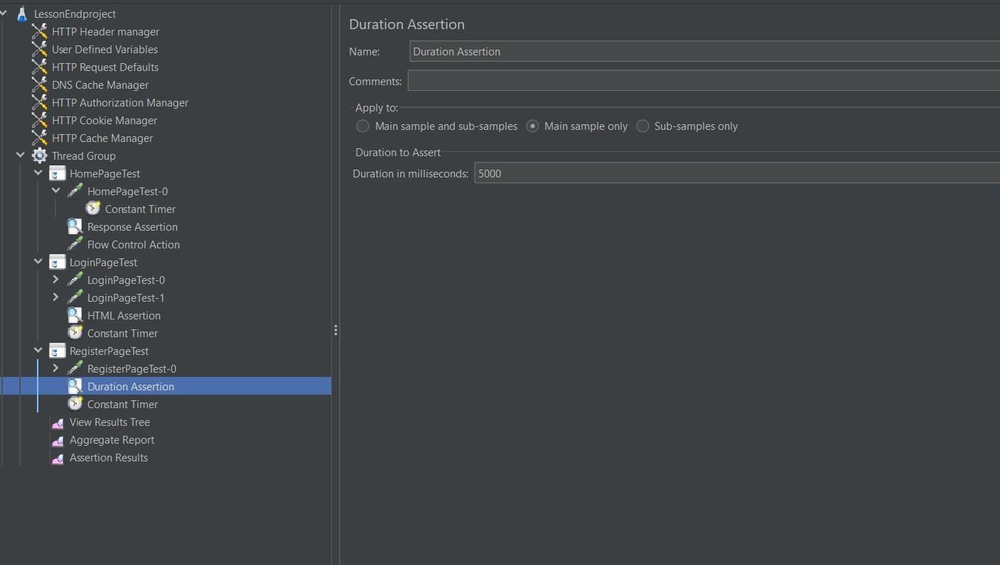 LessonEndproject
HTTP Header manager
User Defined Variables
HTTP Request Defaults
DNS Cache Manager
HTTP Authorization Manager
HTTP Cookie Manager
HTTP Cache Manager
Thread Group
HomePageTest
HomePageTest-0
Constant Timer
Response Assertion
Flow Control Action
LoginPageTest
LoginPageTest-0
LoginPageTest-1
HTML Assertion
Constant Timer
RegisterPageTest
RegisterPageTest-0
Duration Assertion
Constant Timer
View Results Tree
Aggregate Report
Assertion Results
Duration Assertion
Name: Duration Assertion
Comments:
Apply to:
Main sample and sub-samples Main sample only Sub-samples only
Duration to Assert
Duration in milliseconds: 5000